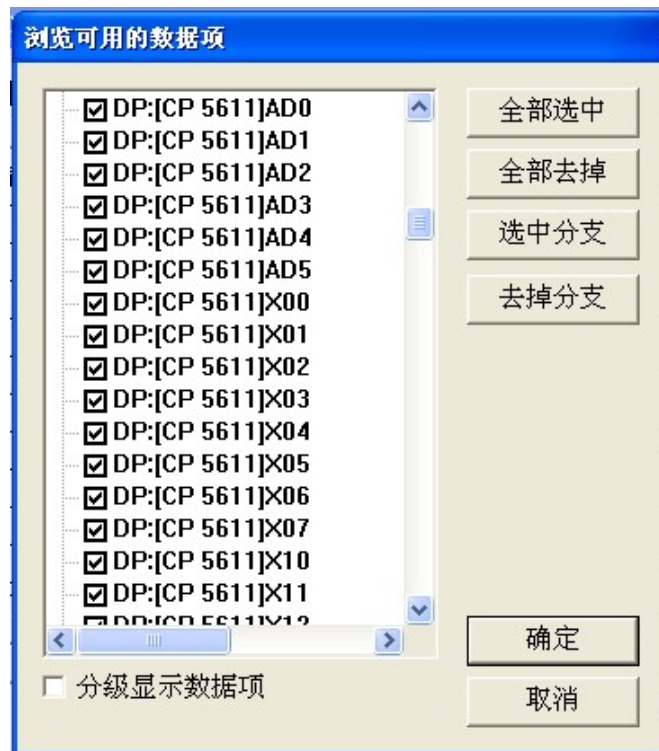 浏览可用的数据项
DP:[CP 5611]AD0
DP:[CP 5611]AD1
DP:[CP 5611]AD2
DP:[CP 5611]AD3
DP:[CP 5611]AD4
DP:[CP 5611]AD5
DP:[CP 5611]X00
DP:[CP 5611]X01
DP:[CP 5611]X02
DP:[CP 5611]X03
DP:[CP 5611]X04
DP:[CP 5611]X05
DP:[CP 5611]X06
DP:[CP 5611]X07
DP:[CP 5611]X10
DP:[CP 5611]X11
DP:[CP 5611]X12
分级显示数据项
全部选中
全部去掉
选中分支
去掉分支
确定
取消